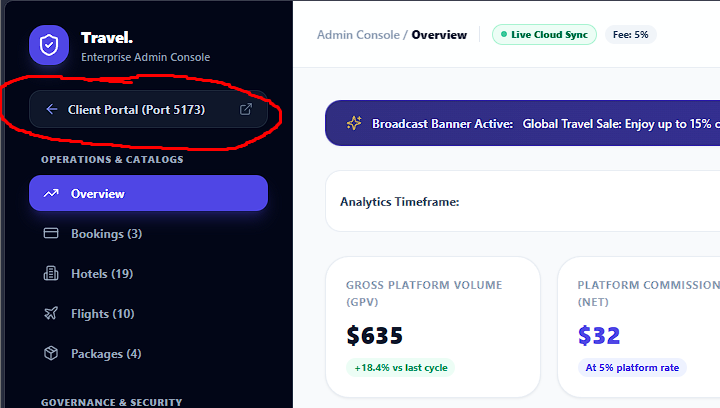 Travel.
Enterprise Admin Console
Client Portal (Port 5173)
OPERATIONS & CATALOGS
Overview
Bookings (3)
Hotels (19)
Flights (10)
Packages (4)
GOVERNANCE & SECURITY
Admin Console / Overview
Live Cloud Sync
Fee: 5%
Broadcast Banner Active: Global Travel Sale: Enjoy up to 15%
Analytics Timeframe:
GROSS PLATFORM VOLUME
(GPV)
$635
+18.4% vs last cycle
PLATFORM COMMISSION
(NET)
$32
At 5% platform rate